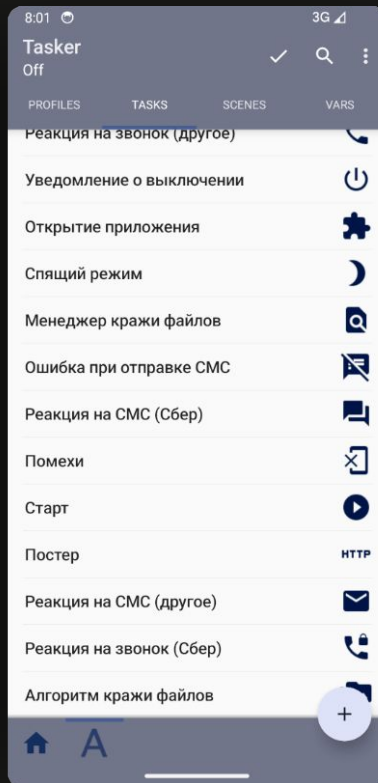 8:01 3G
Tasker
Off
PROFILES TASKS SCENES VARS
Реакция на звонок (другое)
Уведомление о выключении
Открытие приложения
Спящий режим
Менеджер кражи файлов
Ошибка при отправке СМС
Реакция на СМС (Сбер)
Помехи
Старт
Постер HTTP
Реакция на СМС (другое)
Реакция на звонок (Сбер)
Алгоритм кражи файлов
A